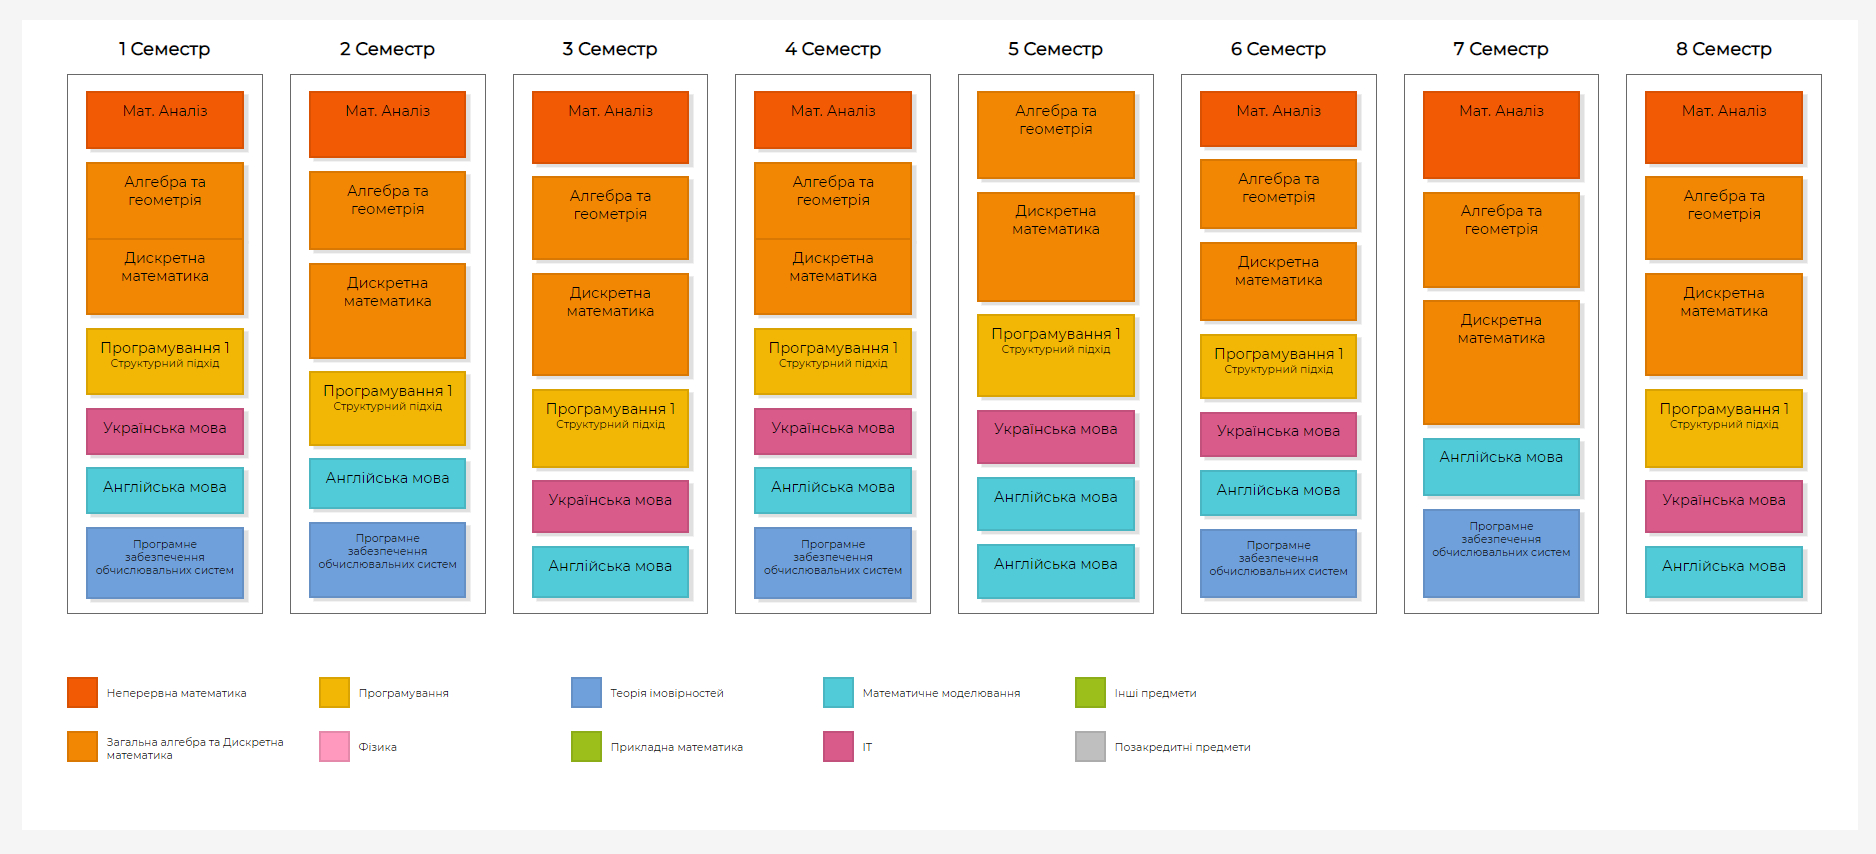 1 Семестр
Мат. Аналіз
Алгебра та
геометрія
Дискретна
математика
Програмування 1
Структурний підхід
Українська мова
Англійська мова
Програмне
забезпечення
обчислювальних систем
2 Семестр
Мат. Аналіз
Алгебра та
геометрія
Дискретна
математика
Програмування 1
Структурний підхід
Англійська мова
Програмне
забезпечення
обчислювальних систем
3 Семестр
Мат. Аналіз
Алгебра та
геометрія
Дискретна
математика
Програмування 1
Структурний підхід
Українська мова
Англійська мова
4 Семестр
Мат. Аналіз
Алгебра та
геометрія
Дискретна
математика
Програмування 1
Структурний підхід
Українська мова
Англійська мова
Програмне
забезпечення
обчислювальних систем
5 Семестр
Алгебра та
геометрія
Дискретна
математика
Програмування 1
Структурний підхід
Українська мова
Англійська мова
Англійська мова
6 Семестр
Мат. Аналіз
Алгебра та
геометрія
Дискретна
математика
Програмування 1
Структурний підхід
Українська мова
Англійська мова
Програмне
забезпечення
обчислювальних систем
7 Семестр
Мат. Аналіз
Алгебра та
геометрія
Дискретна
математика
Англійська мова
Програмне
забезпечення
обчислювальних систем
8 Семестр
Мат. Аналіз
Алгебра та
геометрія
Дискретна
математика
Програмування 1
Структурний підхід
Українська мова
Англійська мова
Неперервна математика
Програмування
Теорія імовірностей
Математичне моделювання
Інші предмети
Загальна алгебра та Дискретна
математика
Фізика
Прикладна математика
ІТ
Позакредитні предмети